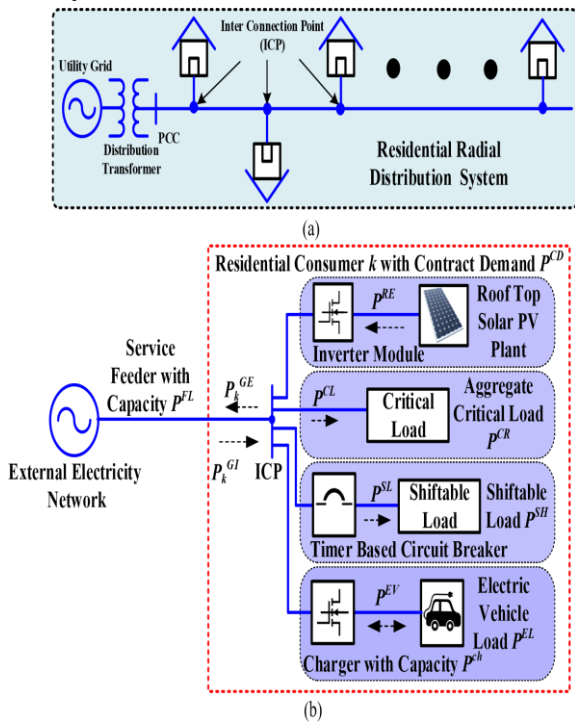 Inter Connection Point
(ICP)
Utility Grid
PCC
Distribution
Transformer
Residential Radial
Distribution System
(a)
Residential Consumer k with Contract Demand P^CD
P^RE
Roof Top
Solar PV
Plant
Inverter Module
Service
Feeder with
Capacity P^FL
P_k^GE
P_k^GI
ICP
External Electricity
Network
P^CL
Critical
Load
Aggregate
Critical Load
P^CR
P^SL
Shiftable
Load
Shiftable
Load P^SH
Timer Based Circuit Breaker
P^EV
Electric
Vehicle
Load P^EL
Charger with Capacity P^ch
(b)